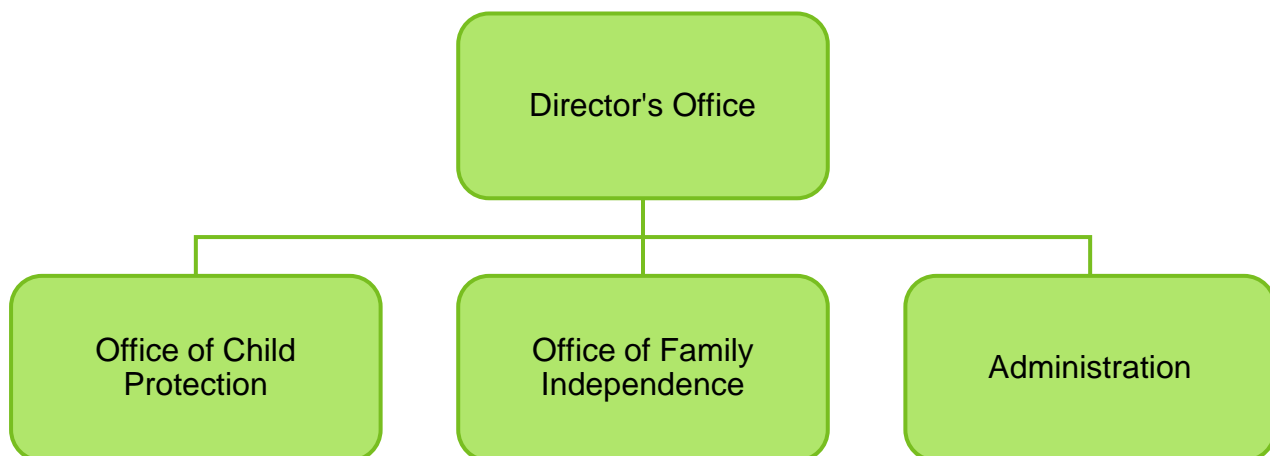 Director's Office
Office of Child
Protection
Office of Family
Independence
Administration